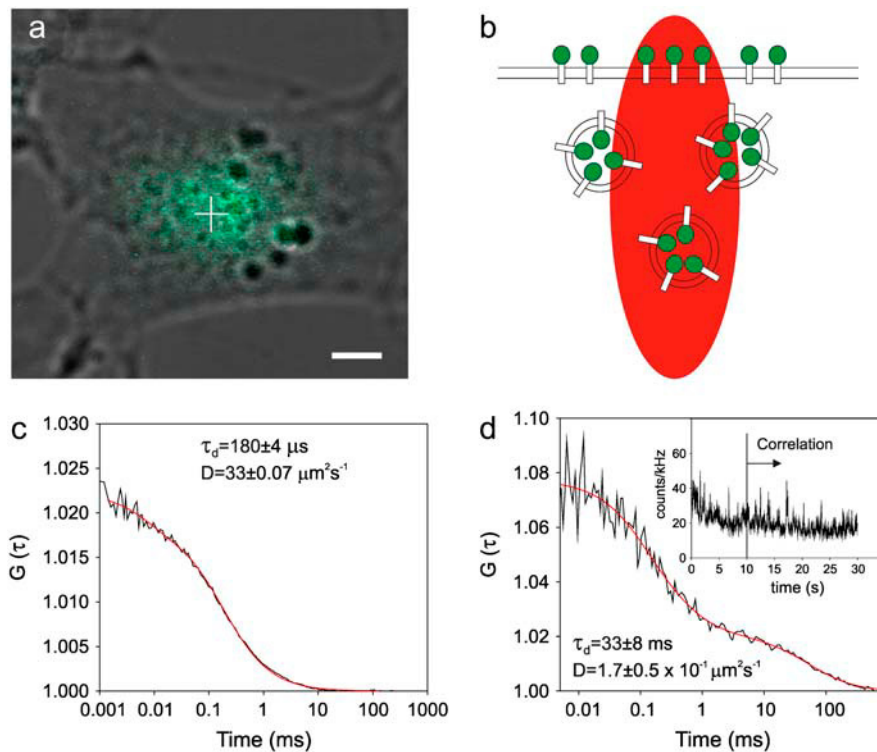 a
b
c
1.030
1.025
1.020
1.015
1.010
1.005
1.000
G (τ)
τd=180±4 μs
D=33±0.07 μm²s⁻¹
0.001 0.01 0.1 1 10 100 1000
Time (ms)
d
1.10
1.08
1.06
1.04
1.02
1.00
G (τ)
counts/kHz
60
40
20
0
Correlation
0 5 10 15 20 25 30
time (s)
τd=33±8 ms
D=1.7±0.5 x 10⁻¹ μm²s⁻¹
0.01 0.1 1 10 100
Time (ms)